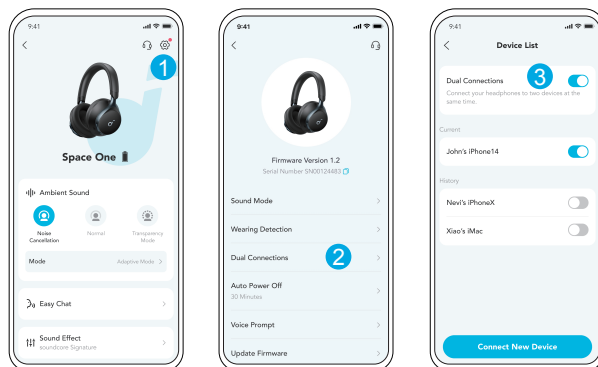 9:41
1
Space One
Ambient Sound
Noise
Cancellation
Normal
Transparency
Mode
Mode
Adaptive Mode
Easy Chat
Sound Effect
soundcore Signature
9:41
Firmware Version 1.2
Serial Number SN00124483
Sound Mode
Wearing Detection
Dual Connections
2
Auto Power Off
30 Minutes
Voice Prompt
Update Firmware
9:41
Device List
Dual Connections
3
Connect your headphones to two devices at the
same time.
Current
John's iPhone14
History
Nevi's iPhoneX
Xiao's iMac
Connect New Device